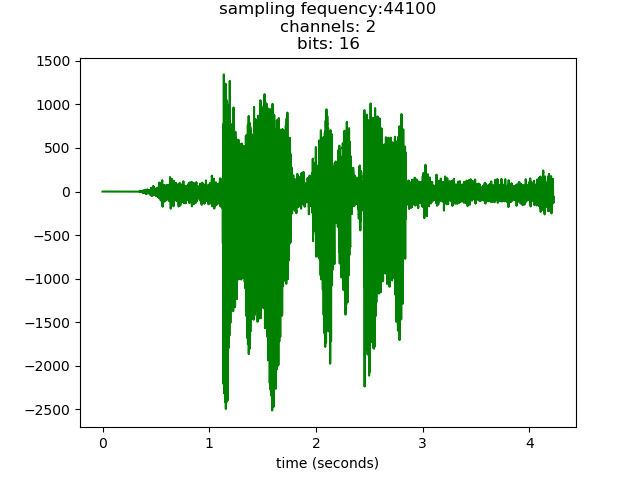 sampling fequency:44100
channels: 2
bits: 16
1500
1000
500
0
−500
−1000
−1500
−2000
−2500
0 1 2 3 4
time (seconds)